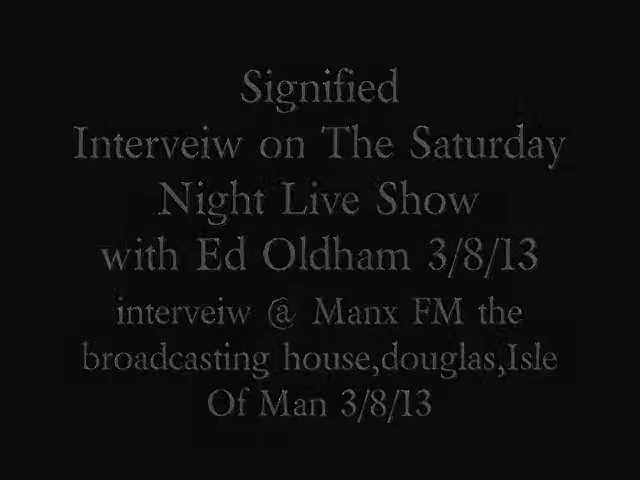 Signified
Interveiw on The Saturday
Night Live Show
with Ed Oldham 3/8/13
interveiw @ Manx FM the
broadcasting house,douglas,Isle
Of Man 3/8/13